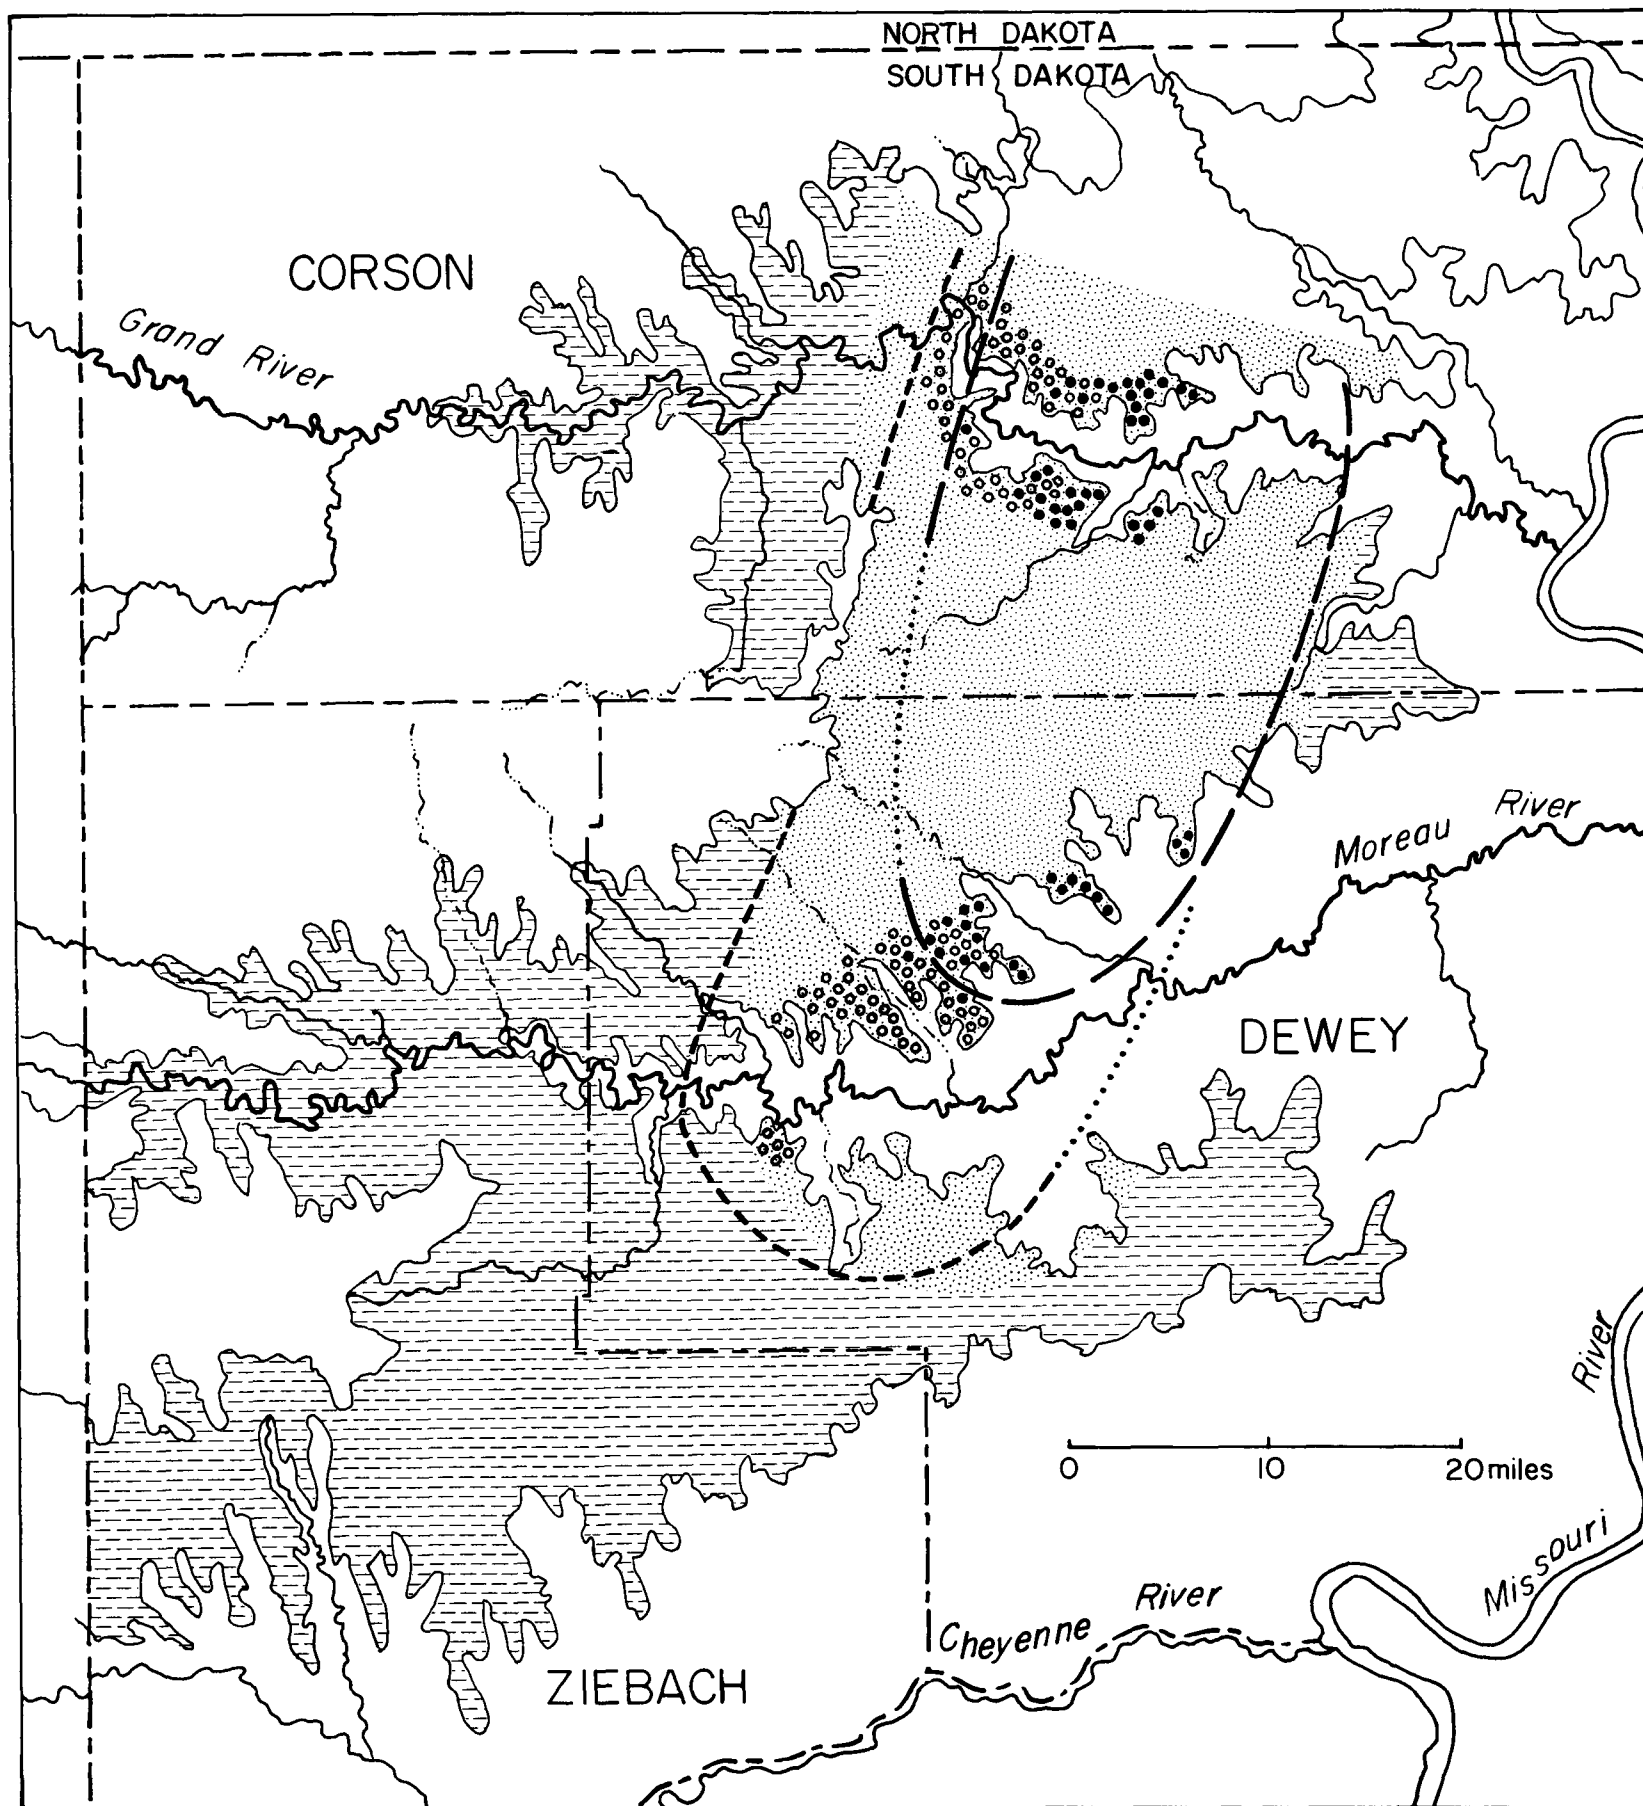 NORTH DAKOTA
SOUTH DAKOTA
CORSON
Grand River
Moreau River
DEWEY
River
0 10 20 miles
Missouri
River
Cheyenne
ZIEBACH